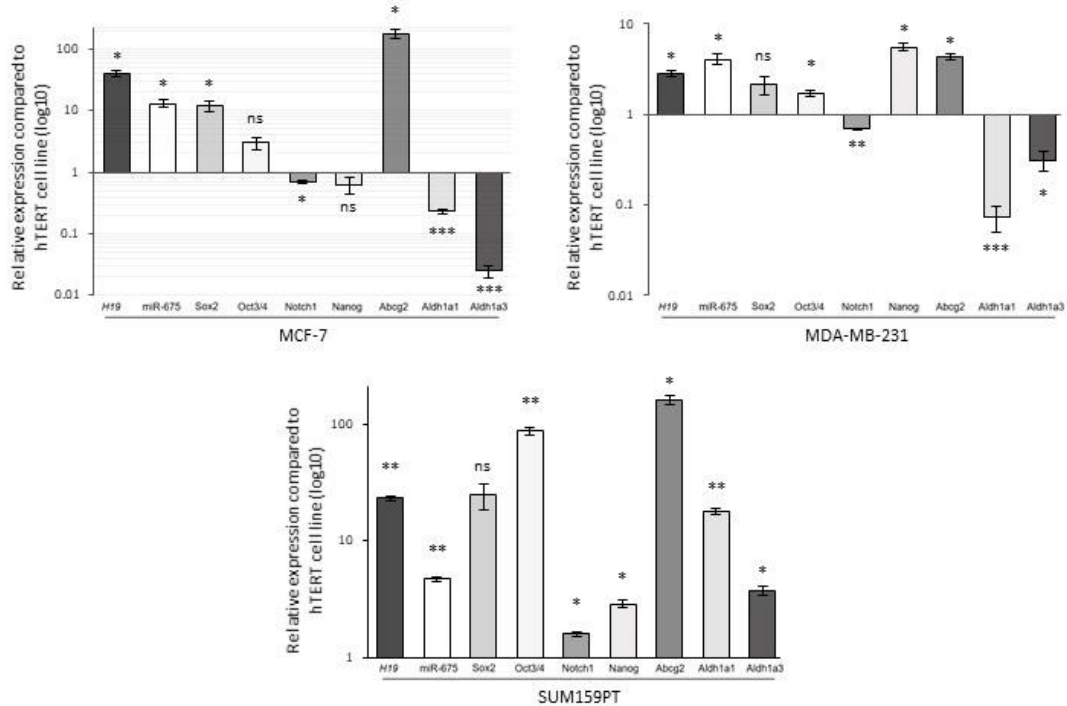 Relative expression compared to
hTERT cell line (log10)
100
10
1
0.1
0.01
*
*
*
ns
*
ns
*
***
***
H19 miR-675 Sox2 Oct3/4 Notch1 Nanog Abcg2 Aldh1a1 Aldh1a3
MCF-7
Relative expression compared to
hTERT cell line (log10)
10
1
0.1
0.01
*
*
ns
*
**
*
*
***
*
H19 miR-675 Sox2 Oct3/4 Notch1 Nanog Abcg2 Aldh1a1 Aldh1a3
MDA-MB-231
Relative expression compared to
hTERT cell line (log10)
100
10
1
**
**
ns
**
*
*
*
**
*
H19 miR-675 Sox2 Oct3/4 Notch1 Nanog Abcg2 Aldh1a1 Aldh1a3
SUM159PT